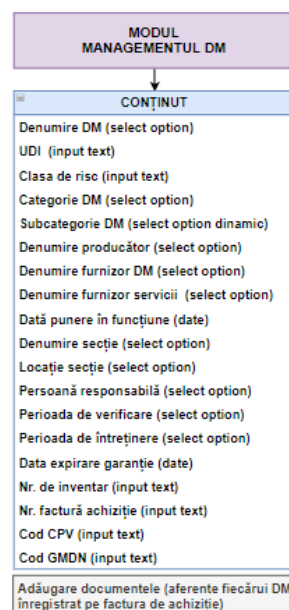 MODUL
MANAGEMENTUL DM
CONȚINUT
Denumire DM (select option)
UDI (input text)
Clasa de risc (input text)
Categorie DM (select option)
Subcategorie DM (select option dinamic)
Denumire producător (select option)
Denumire furnizor DM (select option)
Denumire furnizor servicii (select option)
Dată punere în funcțiune (date)
Denumire secție (select option)
Locație secție (select option)
Persoană responsabilă (select option)
Perioada de verificare (select option)
Perioada de întreținere (select option)
Data expirare garanție (date)
Nr. de inventar (input text)
Nr. factură achiziție (input text)
Cod CPV (input text)
Cod GMDN (input text)
Adăugare documentele (aferente fiecărui DM
înregistrat pe factura de achiziție)